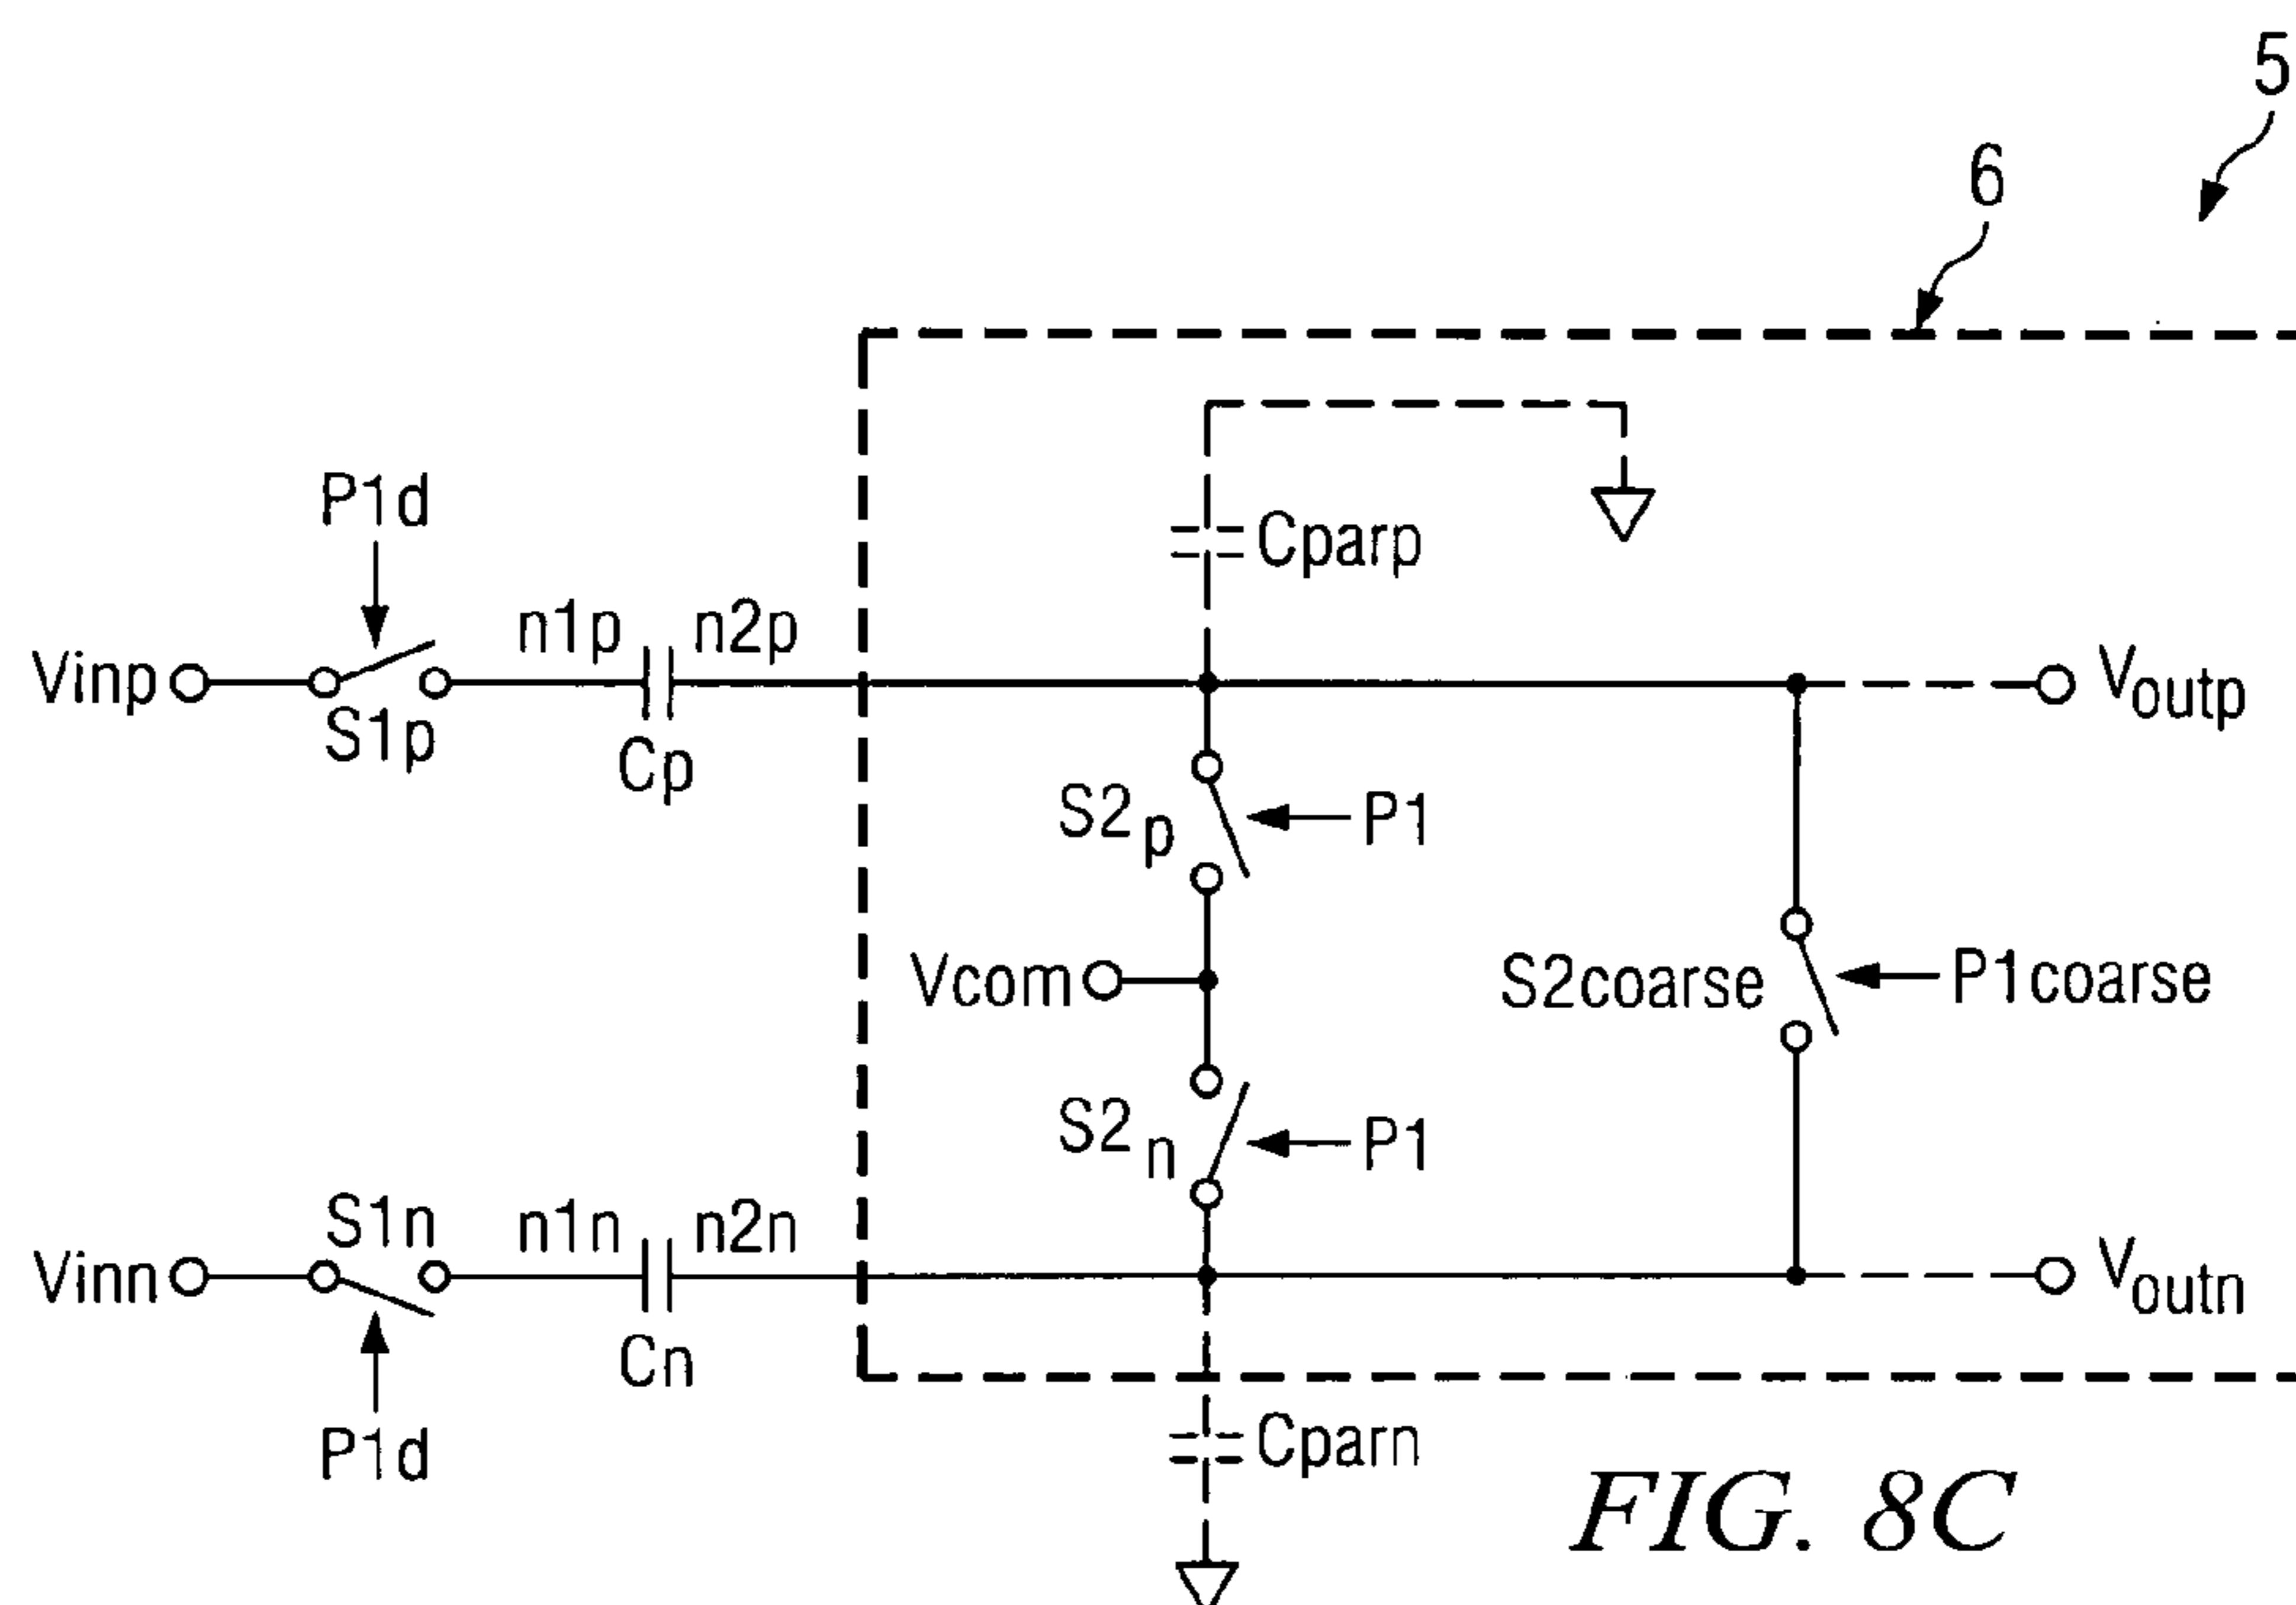 5
6
P1d
Cparp
Vinp
S1p
n1p
n2p
Cp
Voutp
S2p
P1
Vcom
S2coarse
P1coarse
S2n
P1
Vinn
S1n
n1n
n2n
Cn
Voutn
P1d
Cparn
FIG. 8C